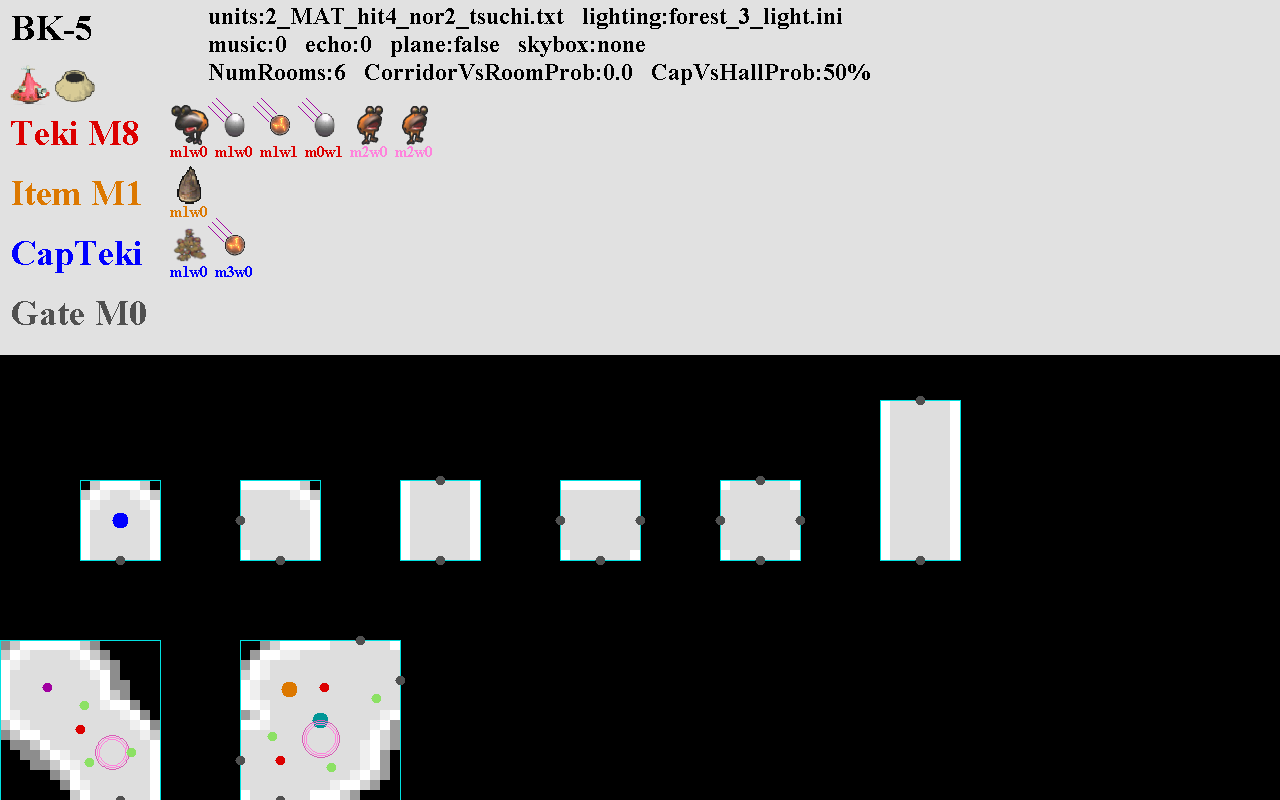 BK-5
units:2_MAT_hit4_nor2_tsuchi.txt lighting:forest_3_light.ini
music:0 echo:0 plane:false skybox:none
NumRooms:6 CorridorVsRoomProb:0.0 CapVsHallProb:50%
Teki M8
m1w0 m1w0 m1w1 m0w1 m2w0 m2w0
Item M1
m1w0
CapTeki
m1w0 m3w0
Gate M0